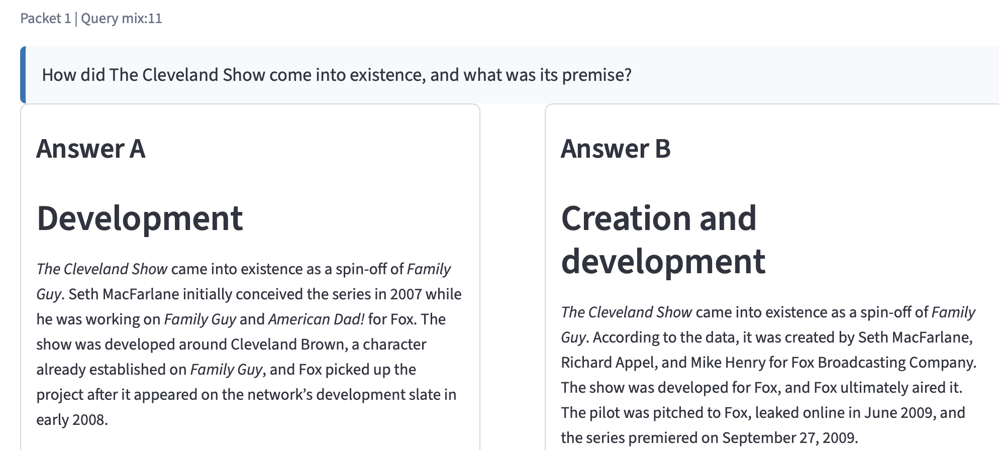 Packet 1 | Query mix:11
How did The Cleveland Show come into existence, and what was its premise?
Answer A
Development
The Cleveland Show came into existence as a spin-off of Family
Guy. Seth MacFarlane initially conceived the series in 2007 while
he was working on Family Guy and American Dad! for Fox. The
show was developed around Cleveland Brown, a character
already established on Family Guy, and Fox picked up the
project after it appeared on the network’s development slate in
early 2008.
Answer B
Creation and
development
The Cleveland Show came into existence as a spin-off of Family
Guy. According to the data, it was created by Seth MacFarlane,
Richard Appel, and Mike Henry for Fox Broadcasting Company.
The show was developed for Fox, and Fox ultimately aired it.
The pilot was pitched to Fox, leaked online in June 2009, and
the series premiered on September 27, 2009.